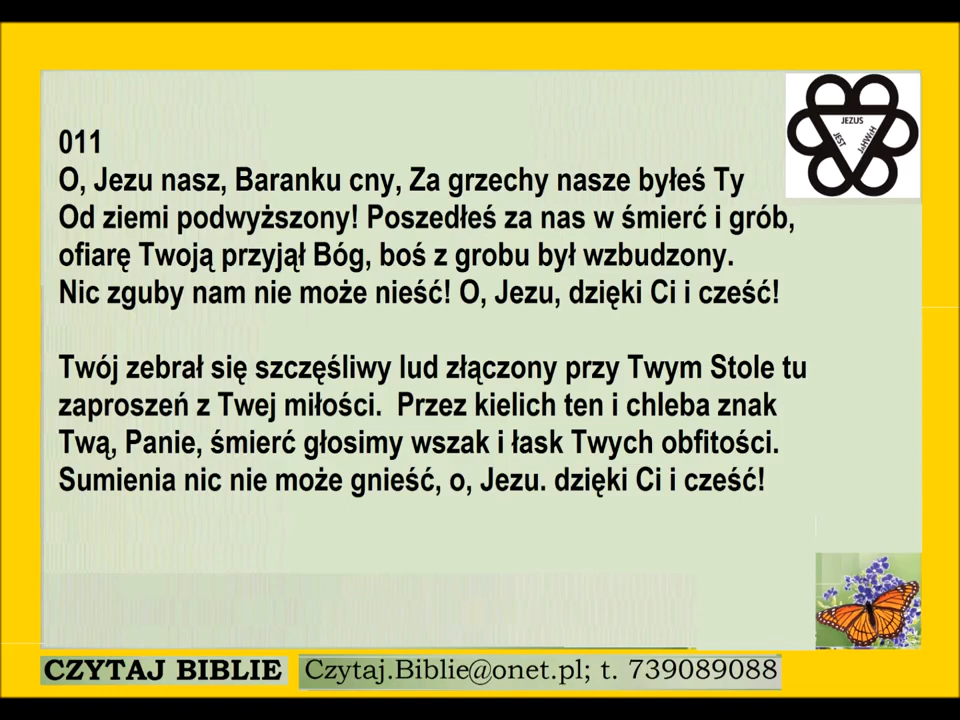 JEZUS
JEST
JaHWeH
011
O, Jezu nasz, Baranku cny, Za grzechy nasze byłeś Ty
Od ziemi podwyższony! Poszedłeś za nas w śmierć i grób,
ofiarę Twoją przyjął Bóg, boś z grobu był wzbudzony.
Nic zguby nam nie może nieść! O, Jezu, dzięki Ci i cześć!
Twój zebrał się szczęśliwy lud złączony przy Twym Stole tu
zaproszeń z Twej miłości. Przez kielich ten i chleba znak
Twą, Panie, śmierć głosimy wszak i łask Twych obfitości.
Sumienia nic nie może gnieść, o, Jezu. dzięki Ci i cześć!
CZYTAJ BIBLIE
Czytaj.Biblie@onet.pl; t. 739089088